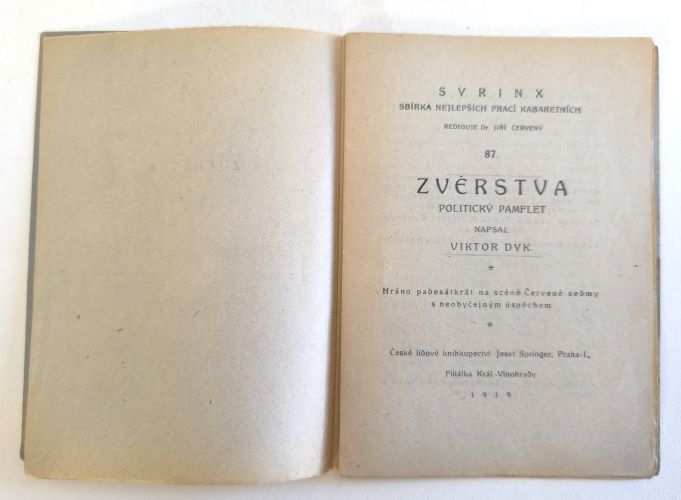 SYRINX
SBÍRKA NEJLEPŠÍCH PRACÍ KABARETNÍCH
REDIGUJE Dr. JIŘÍ ČERVENÝ
87.
ZVĚRSTVA
POLITICKÝ PAMFLET
NAPSAL
VIKTOR DYK
*
Hráno padesátkrát na scéně Červené sedmy
s neobyčejným úspěchem
*
České lidové knihkupectví Josef Springer, Praha-I.,
Filiálka Král.-Vinohrady
1919